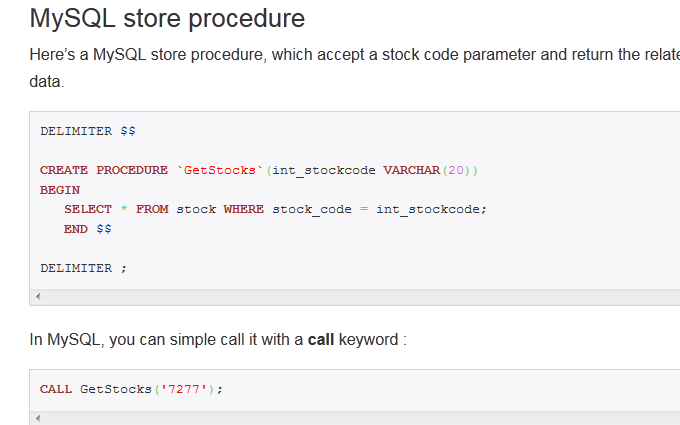 MySQL store procedure
Here’s a MySQL store procedure, which accept a stock code parameter and return the
data.
DELIMITER $$
CREATE PROCEDURE `GetStocks`(int_stockcode VARCHAR(20))
BEGIN
SELECT * FROM stock WHERE stock_code = int_stockcode;
END $$
DELIMITER ;
In MySQL, you can simple call it with a call keyword :
CALL GetStocks('7277');